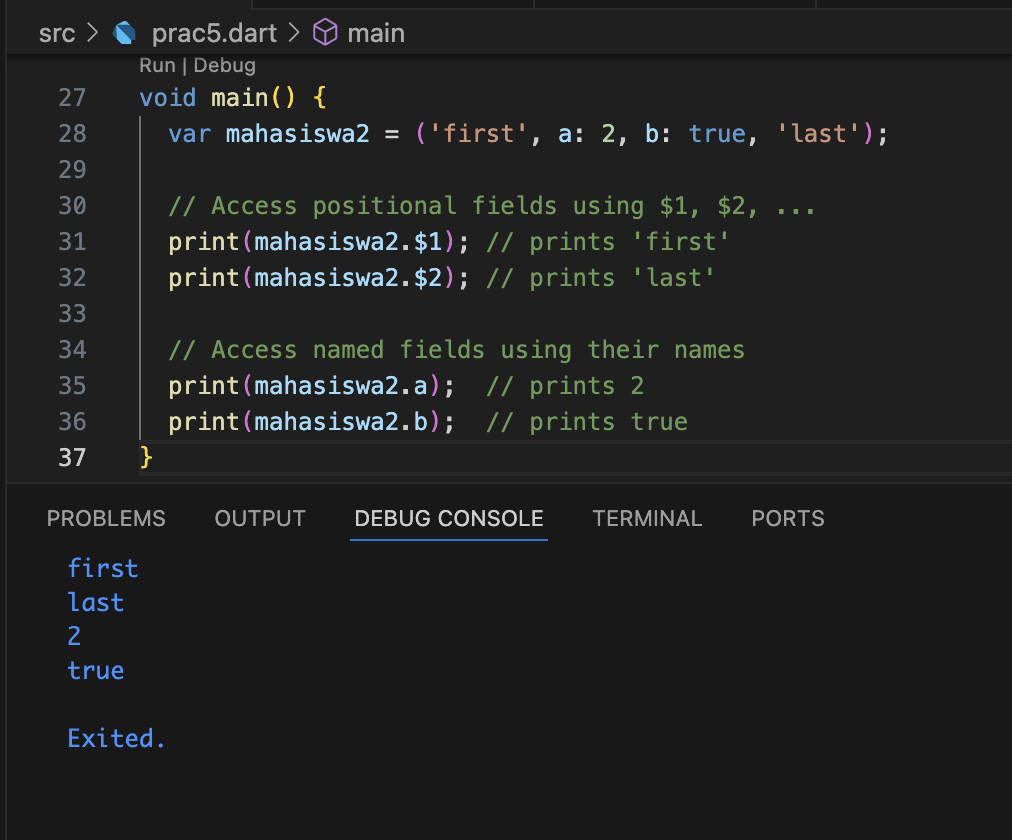 src > prac5.dart > main
Run | Debug
27 void main() {
28   var mahasiswa2 = ('first', a: 2, b: true, 'last');
29
30   // Access positional fields using $1, $2, ...
31   print(mahasiswa2.$1); // prints 'first'
32   print(mahasiswa2.$2); // prints 'last'
33
34   // Access named fields using their names
35   print(mahasiswa2.a);  // prints 2
36   print(mahasiswa2.b);  // prints true
37 }
PROBLEMS OUTPUT DEBUG CONSOLE TERMINAL PORTS
first
last
2
true
Exited.